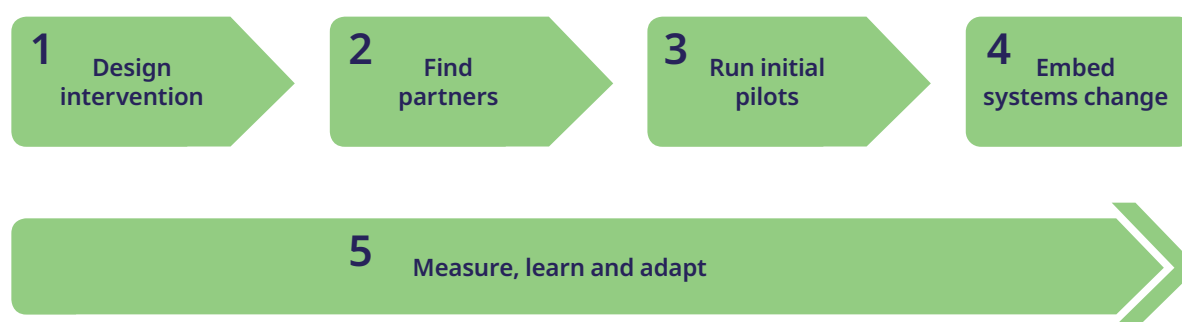 1
Design
intervention
2
Find
partners
3
Run initial
pilots
4
Embed
systems change
5
Measure, learn and adapt